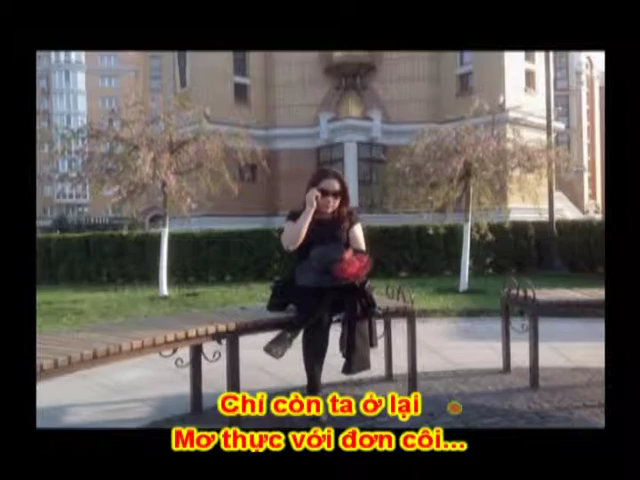 Chỉ còn ta ở lại
Mơ thực với đơn côi...